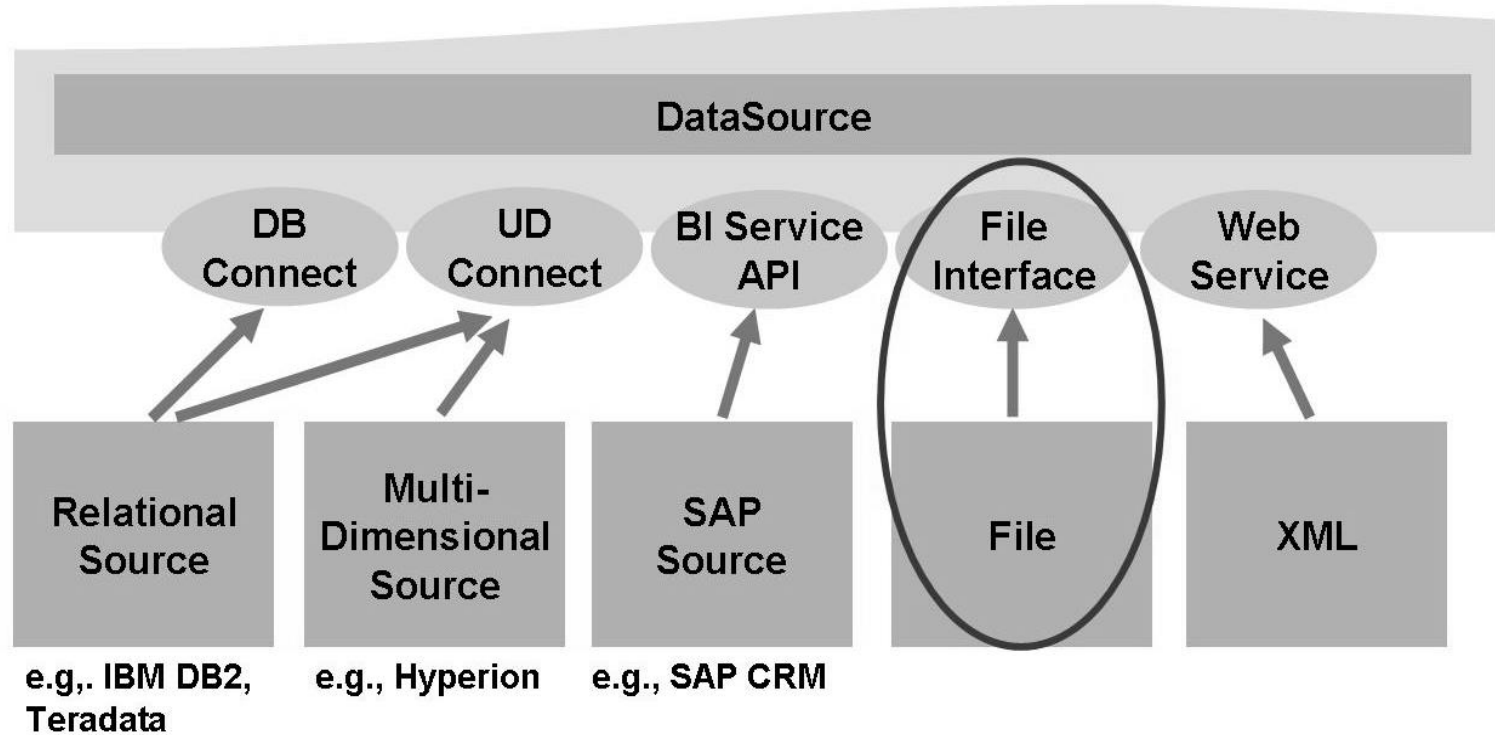 DataSource
DB
Connect
UD
Connect
BI Service
API
File
Interface
Web
Service
Relational
Source
Multi-
Dimensional
Source
SAP
Source
File
XML
e.g,. IBM DB2,
Teradata
e.g., Hyperion
e.g., SAP CRM